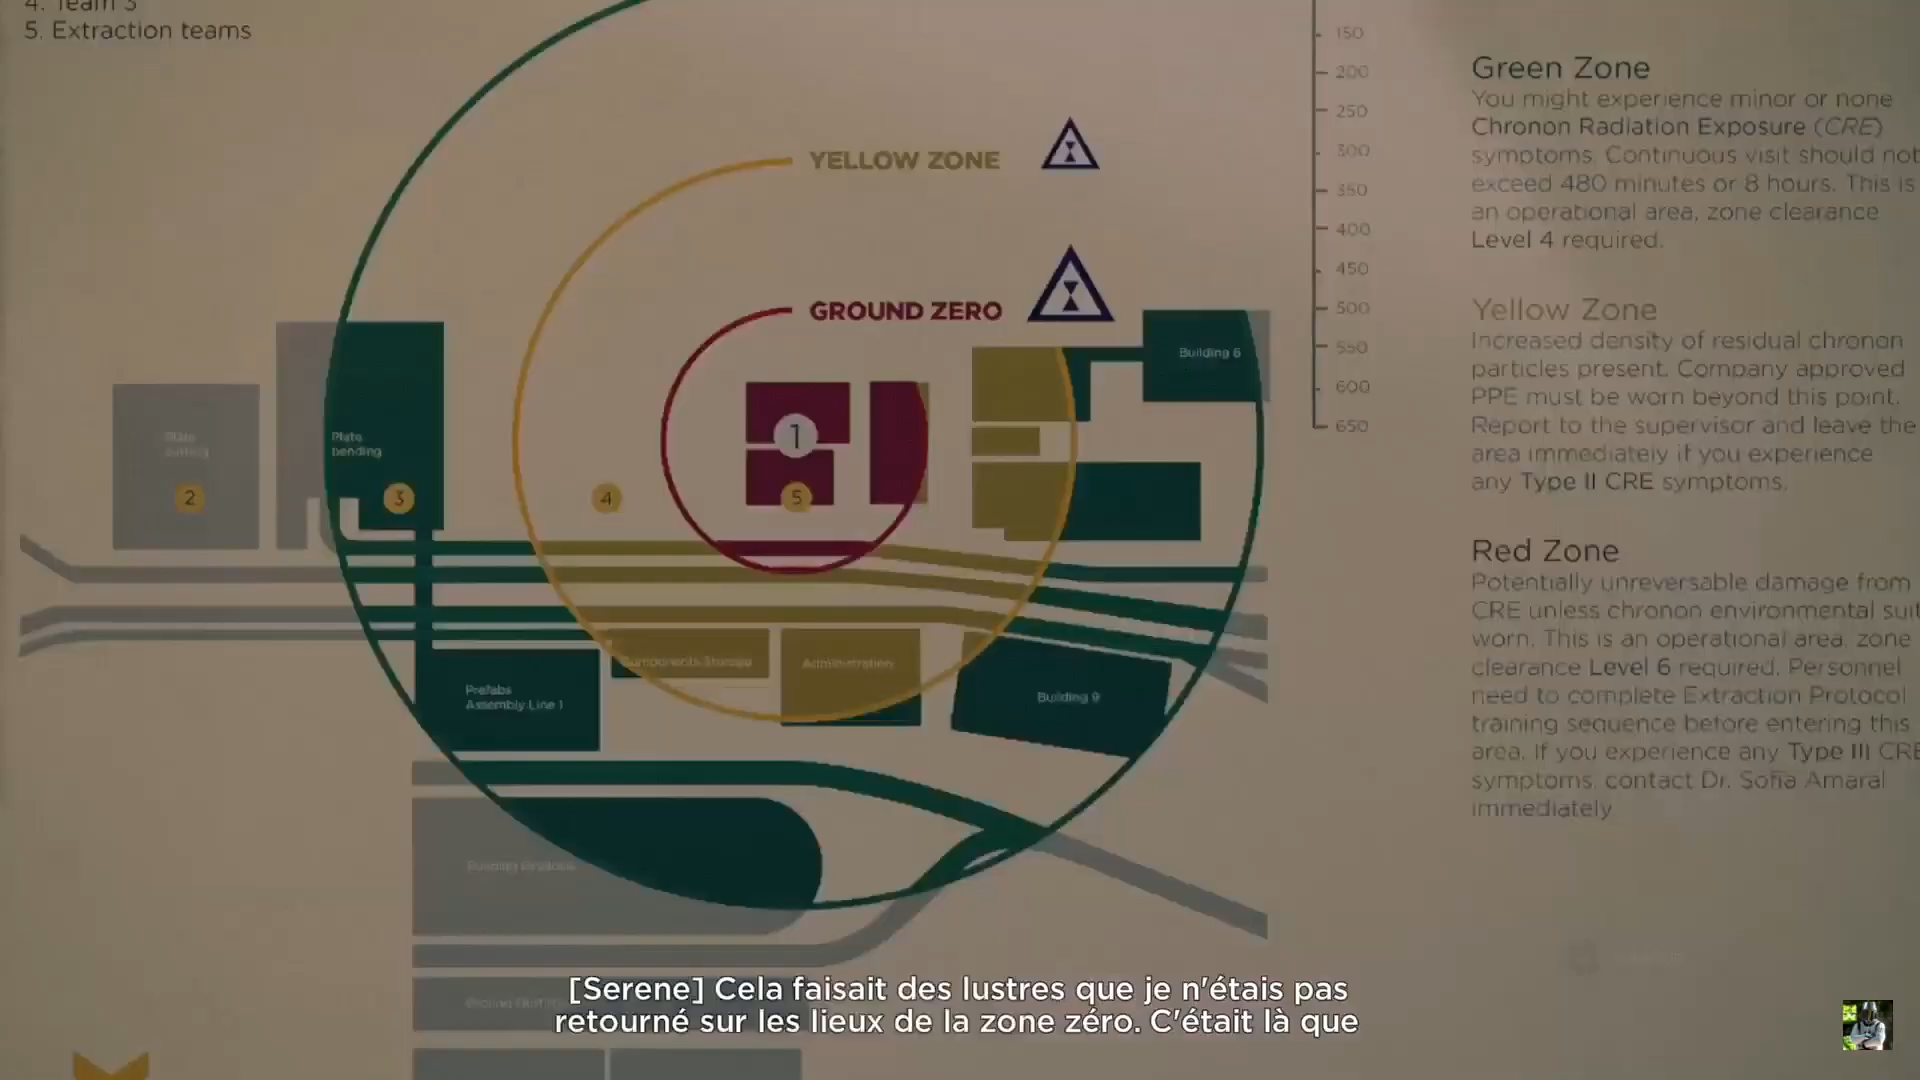 4. Team 3
5. Extraction teams
YELLOW ZONE
GROUND ZERO
150
200
250
300
350
400
450
500
550
600
650
Building 6
1
Plate
Plate
bending
2
3
4
5
Components Storage
Administration
Prefabs
Assembly Line 1
Building 9
Green Zone
You might experience minor or none
Chronon Radiation Exposure (CRE)
symptoms. Continuous visit should not
exceed 480 minutes or 8 hours. This is
an operational area, zone clearance
Level 4 required.
Yellow Zone
Increased density of residual chronon
particles present. Company approved
PPE must be worn beyond this point.
Report to the supervisor and leave the
area immediately if you experience
any Type II CRE symptoms.
Red Zone
Potentially unreversable damage from
CRE unless chronon environmental suit
worn. This is an operational area, zone
clearance Level 6 required. Personnel
need to complete Extraction Protocol
training sequence before entering this
area. If you experience any Type III CRE
symptoms, contact Dr. Sofia Amaral
immediately
[Serene] Cela faisait des lustres que je n'étais pas
retourné sur les lieux de la zone zéro. C'était là que